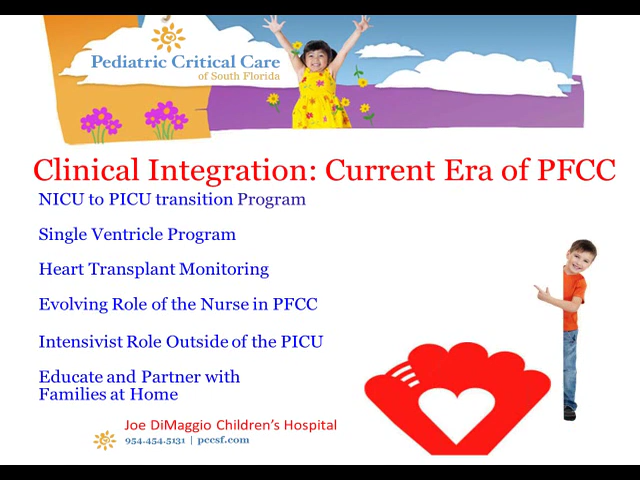 Pediatric Critical Care
of South Florida
Clinical Integration: Current Era of PFCC
NICU to PICU transition Program
Single Ventricle Program
Heart Transplant Monitoring
Evolving Role of the Nurse in PFCC
Intensivist Role Outside of the PICU
Educate and Partner with
Families at Home
Joe DiMaggio Children's Hospital
954.454.5131 | pccsf.com